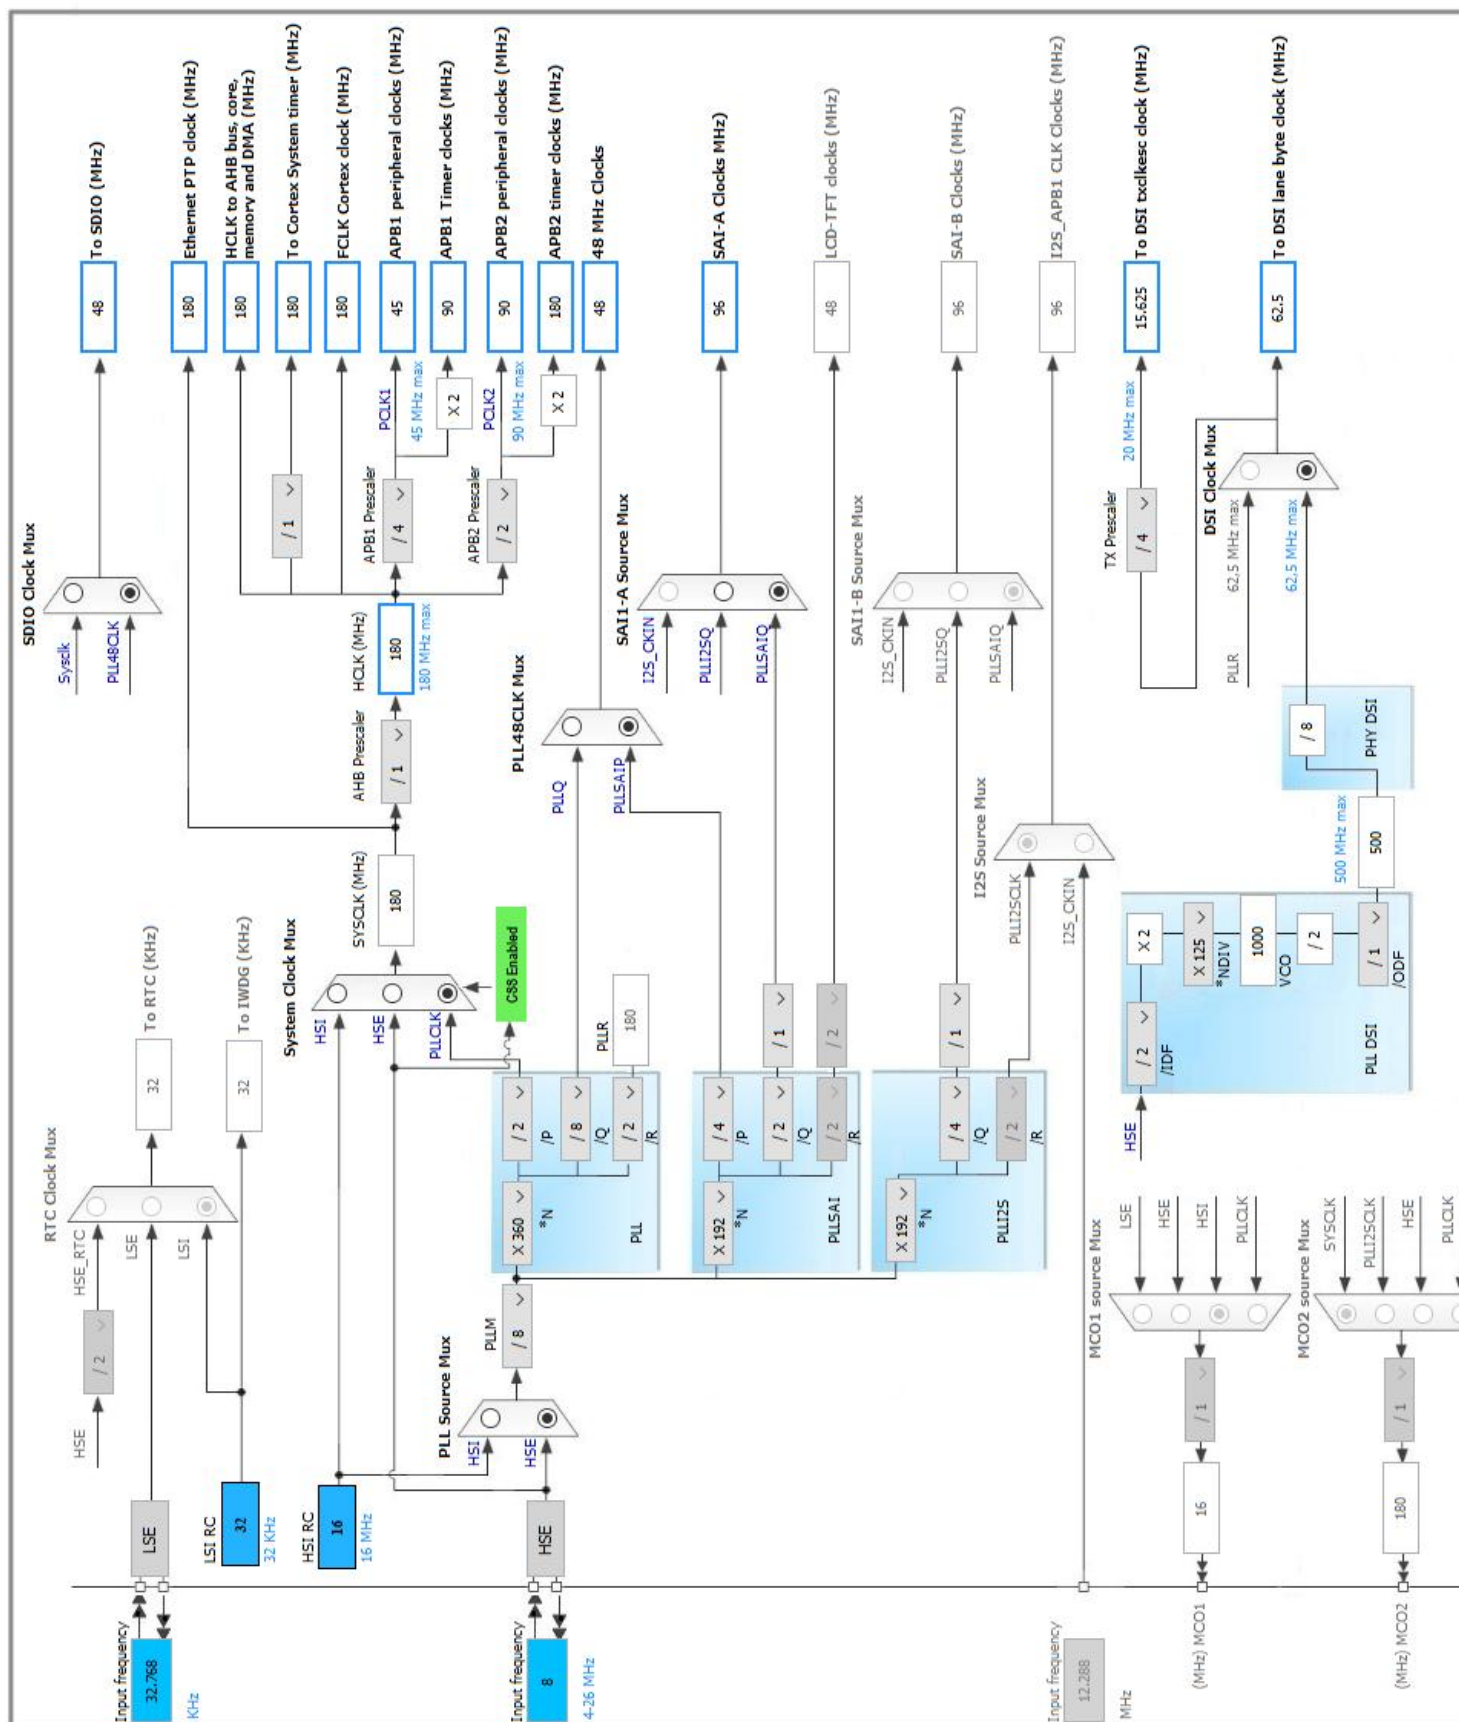 Input frequency
32.768
KHz
LSE
HSE
/ 2
HSE_RTC
LSE
LSI
RTC Clock Mux
32
To RTC (KHz)
LSI RC
32
32 KHz
32
To IWDG (KHz)
HSI RC
16
16 MHz
Input frequency
8
4-26 MHz
HSE
PLL Source Mux
HSI
HSE
PLLM
/ 8
X 360
*N
PLL
/ 2
/P
/ 8
/Q
/ 2
/R
PLLR
180
System Clock Mux
HSI
HSE
PLLCLK
CSS Enabled
SYSCLK (MHz)
180
AHB Prescaler
/ 1
HCLK (MHz)
180
180 MHz max
SDIO Clock Mux
Sysclk
PLL48CLK
48
To SDIO (MHz)
180
Ethernet PTP clock (MHz)
180
HCLK to AHB bus, core,
memory and DMA (MHz)
/ 1
180
To Cortex System timer (MHz)
180
FCLK Cortex clock (MHz)
APB1 Prescaler
/ 4
PCLK1
45 MHz max
45
APB1 peripheral clocks (MHz)
X 2
90
APB1 Timer clocks (MHz)
APB2 Prescaler
/ 2
PCLK2
90 MHz max
90
APB2 peripheral clocks (MHz)
X 2
180
APB2 timer clocks (MHz)
PLL48CLK Mux
PLLQ
PLLSAIP
48
48 MHz Clocks
X 192
*N
PLLSAI
/ 4
/P
/ 2
/Q
/ 2
/R
/ 1
/ 2
SAI1-A Source Mux
I2S_CKIN
PLLI2SQ
PLLSAIQ
96
SAI-A Clocks MHz)
48
LCD-TFT clocks (MHz)
X 192
*N
PLLI2S
/ 4
/Q
/ 2
/R
/ 1
SAI1-B Source Mux
I2S_CKIN
PLLI2SQ
PLLSAIQ
96
SAI-B Clocks (MHz)
I2S Source Mux
PLLI2SCLK
I2S_CKIN
96
I2S_APB1 CLK Clocks (MHz)
Input frequency
12.288
MHz
HSE
/ 2
/IDF
X 2
X 125
*NDIV
1000
VCO
/ 2
/ 1
/ODF
PLL DSI
500 MHz max
500
/ 8
PHY DSI
PLLR
62,5 MHz max
62,5 MHz max
DSI Clock Mux
TX Prescaler
/ 4
20 MHz max
15.625
To DSI txclkesc clock (MHz)
62.5
To DSI lane byte clock (MHz)
MCO1 source Mux
LSE
HSE
HSI
PLLCLK
/ 1
16
(MHz) MCO1
MCO2 source Mux
SYSCLK
PLLI2SCLK
HSE
PLLCLK
/ 1
180
(MHz) MCO2